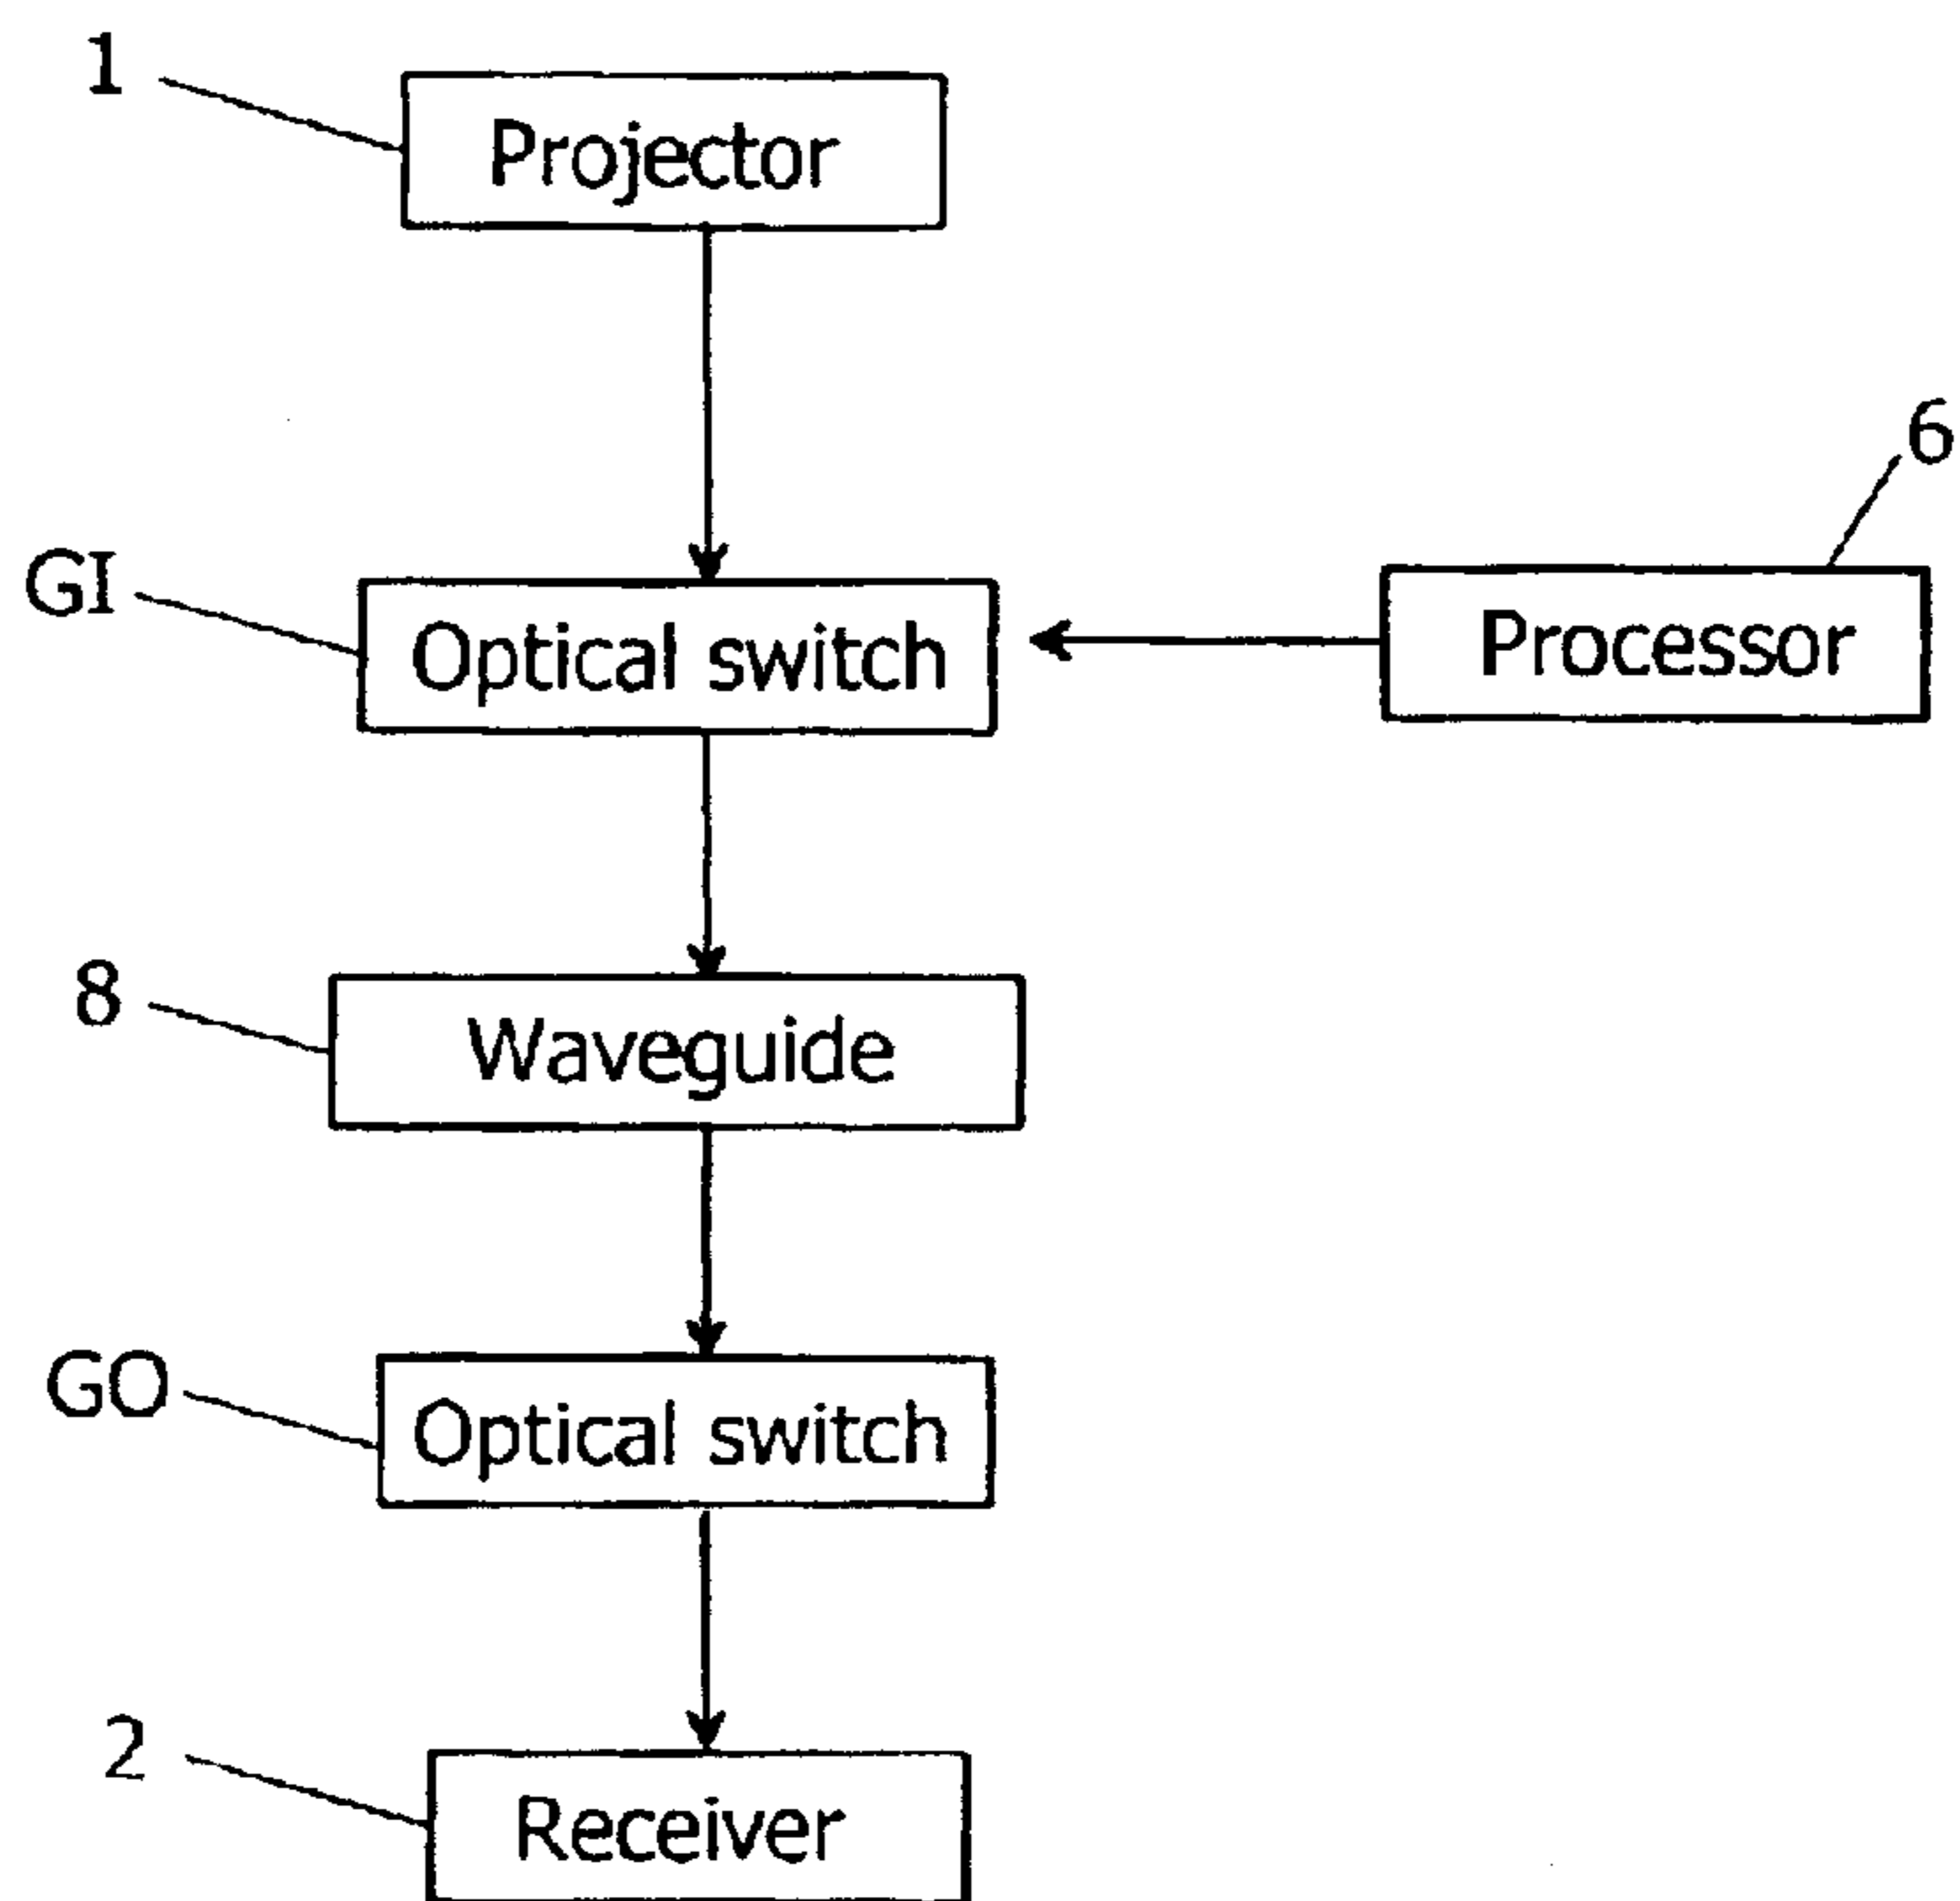 1
Projector
6
GI
Optical switch
Processor
8
Waveguide
GO
Optical switch
2
Receiver